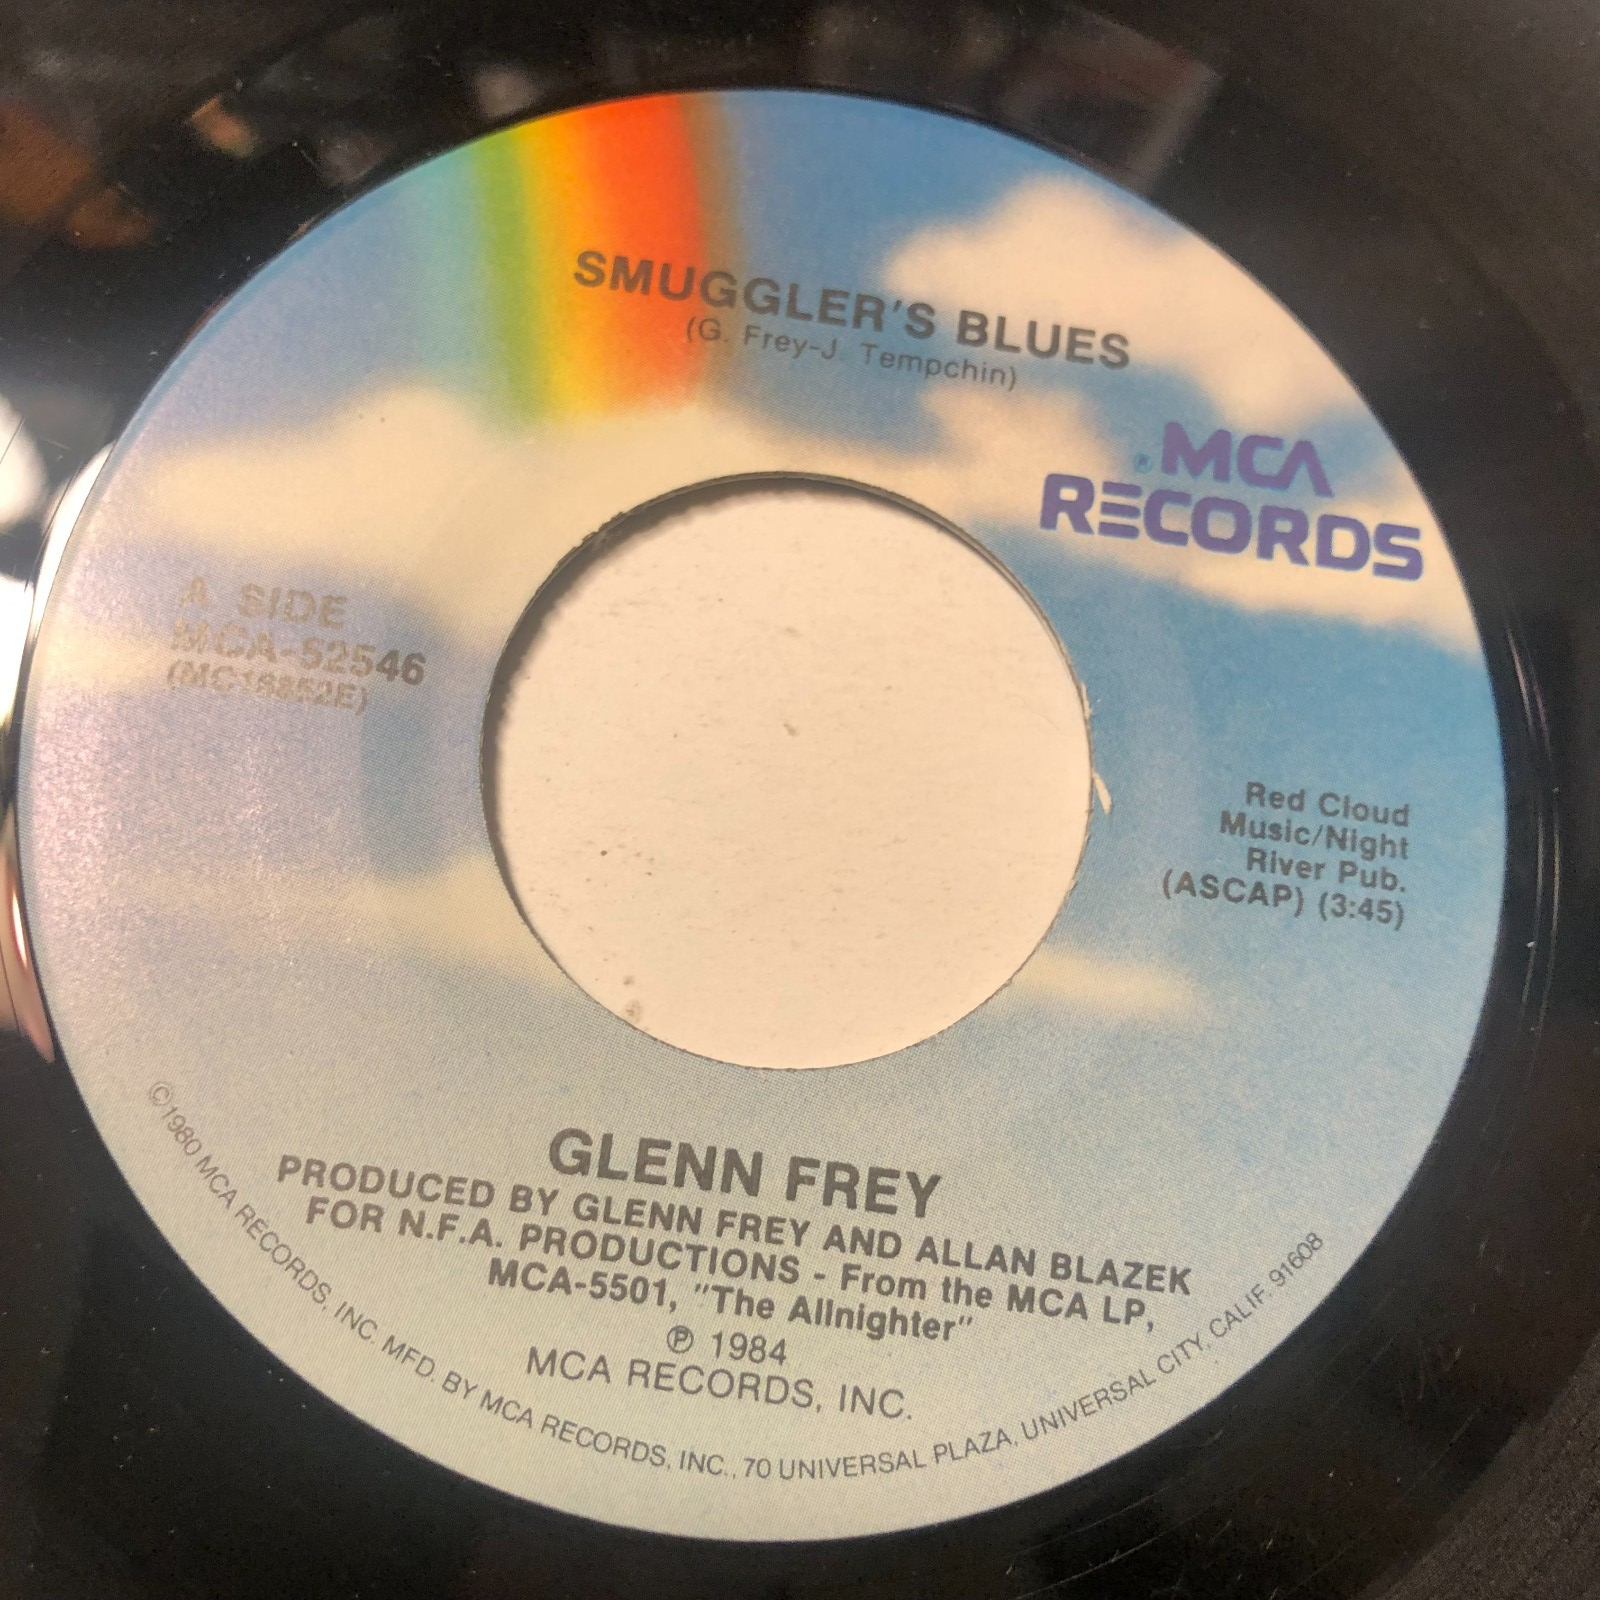 SMUGGLER'S BLUES
(G. Frey-J. Tempchin)
® MCA
RECORDS
A SIDE
MCA-52546
Red Cloud
Music/Night
River Pub.
(ASCAP) (3:45)
GLENN FREY
PRODUCED BY GLENN FREY AND ALLAN BLAZEK
FOR N.F.A. PRODUCTIONS - From the MCA LP,
MCA-5501, "The Allnighter"
℗ 1984
MCA RECORDS, INC.
©1980 MCA RECORDS, INC. MFD. BY MCA RECORDS, INC., 70 UNIVERSAL PLAZA, UNIVERSAL CITY, CALIF. 91608